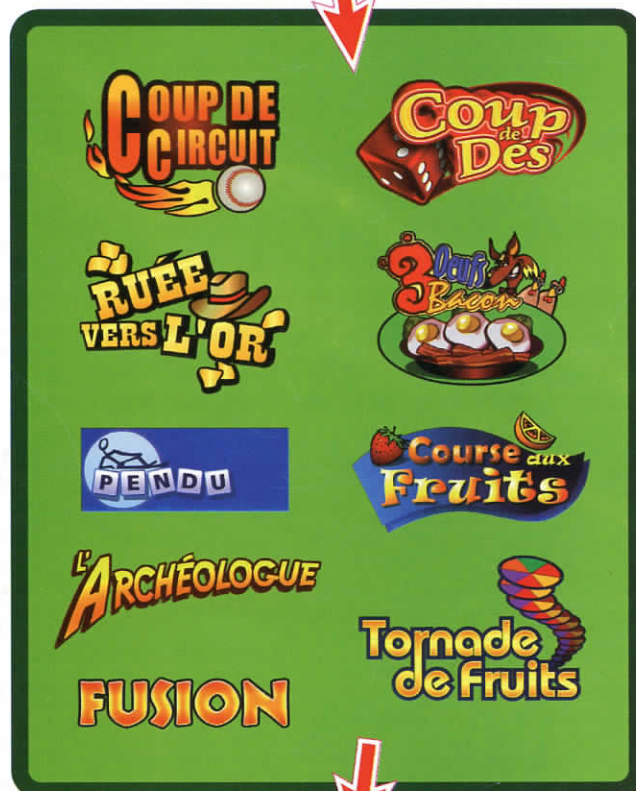 COUP DE
CIRCUIT
Coup
de
Dés
RUÉE
VERS L'OR
3 Oeufs
Bacon
PENDU
Course aux
Fruits
L'ARCHÉOLOGUE
Tornade
de Fruits
FUSION